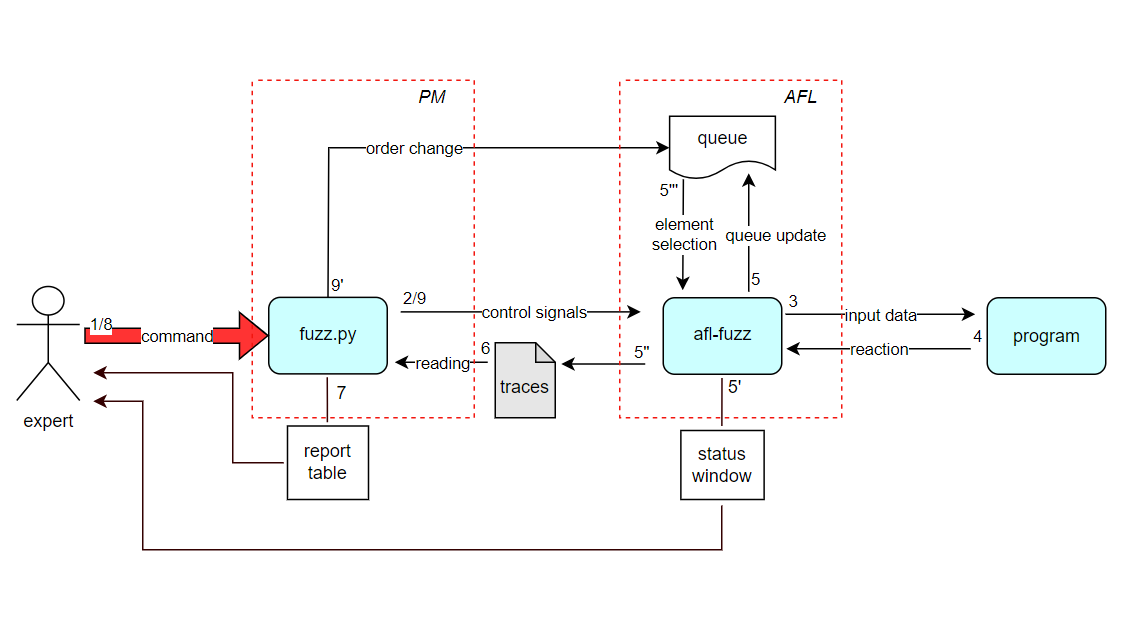 PM
AFL
queue
order change
5'''
element
selection
queue update
9'
2/9
5
3
1/8
command
fuzz.py
control signals
afl-fuzz
input data
program
4
reaction
reading
6
5''
traces
expert
7
5'
report
table
status
window